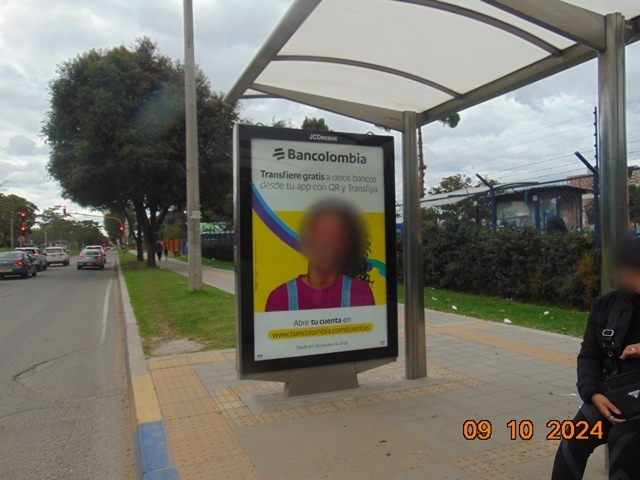 JCDecaux
Bancolombia
Transfiere gratis a otros bancos
desde tu app con QR y Transfiya
Abre tu cuenta en
www.bancolombia.com/cuentas
09 10 2024